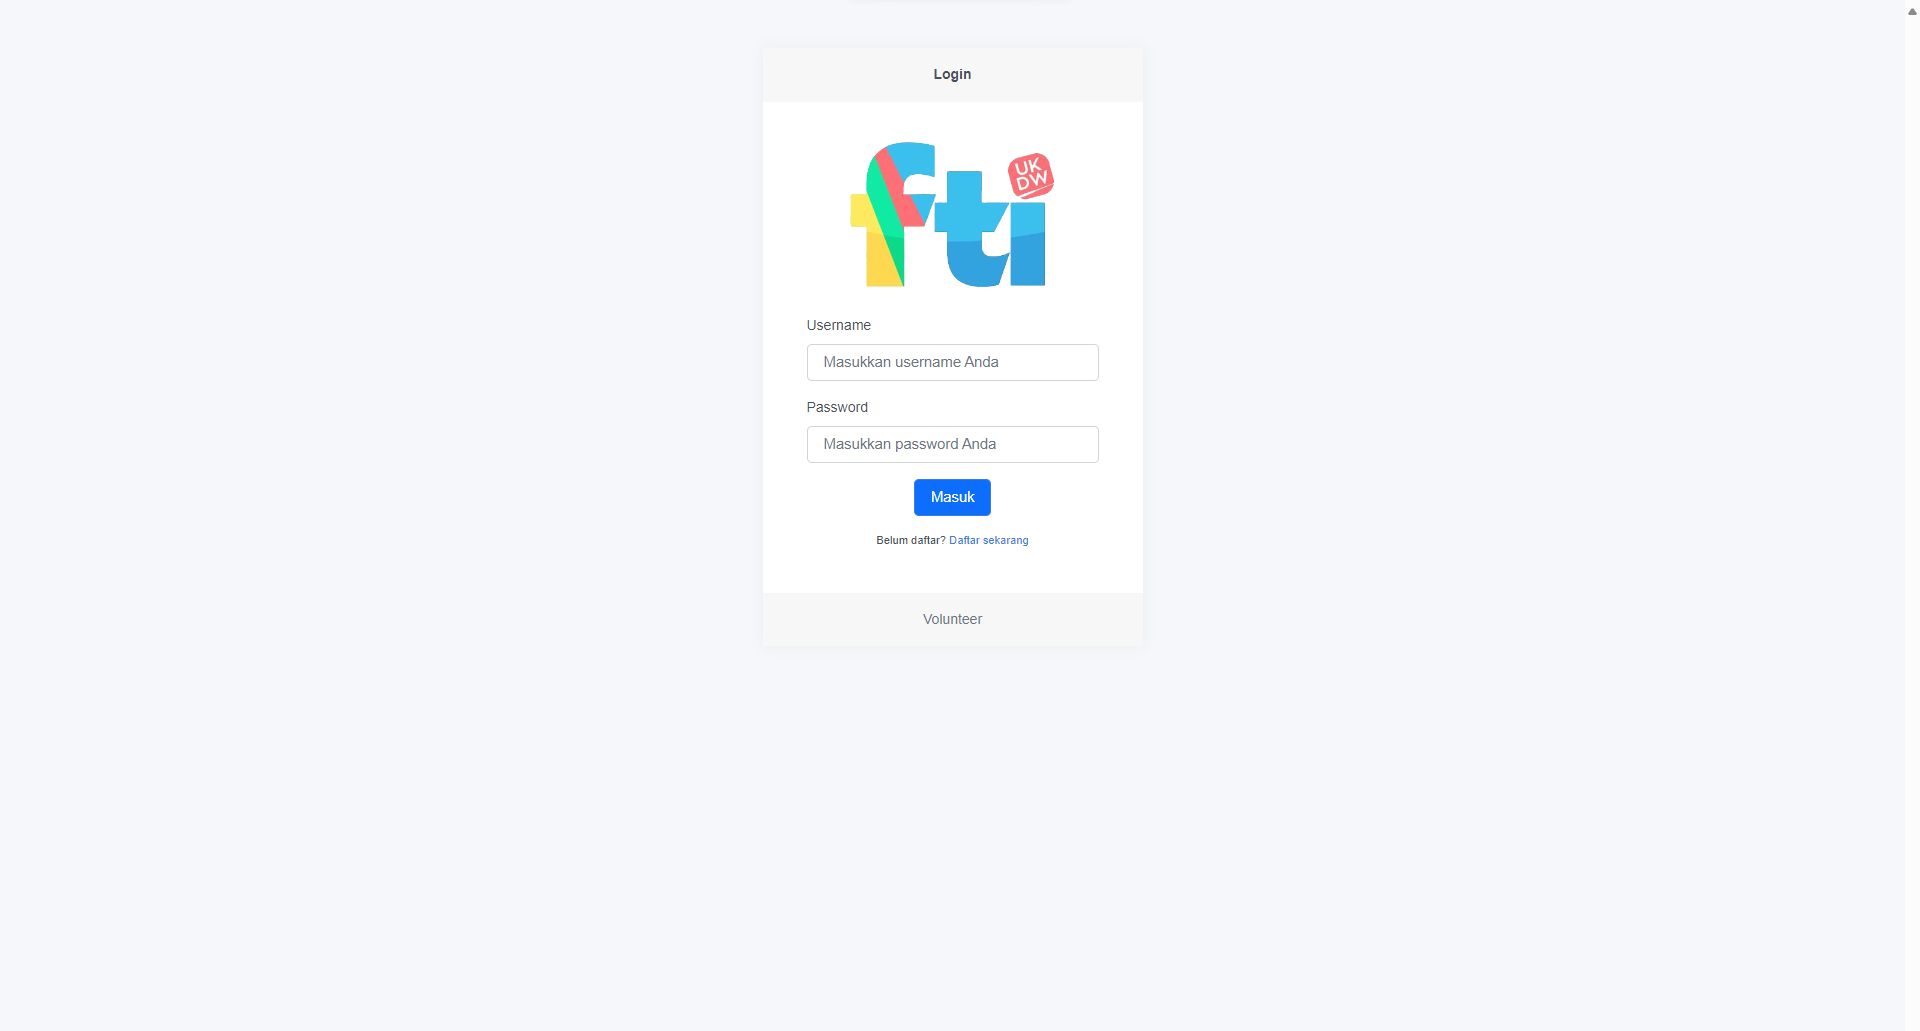 Login
fti
UK
DW
Username
Masukkan username Anda
Password
Masukkan password Anda
Masuk
Belum daftar? Daftar sekarang
Volunteer